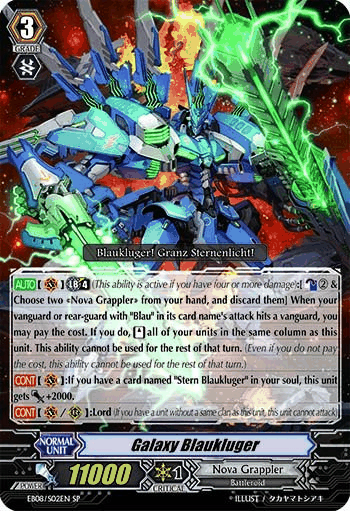 3
GRADE
Blaukluger! Granz Sternenlicht!
AUTO [ ] LB 4 (This ability is active if you have four or more damage):[ ② &
Choose two «Nova Grappler» from your hand, and discard them] When your
vanguard or rear-guard with "Blau" in its card name's attack hits a vanguard, you
may pay the cost. If you do, [ ] all of your units in the same column as
this unit. This ability cannot be used for the rest of that turn. (Even if you do not pay
the cost, this ability cannot be used for the rest of that turn.)
CONT [ ]:If you have a card named "Stern Blaukluger" in your soul, this unit
gets +2000.
CONT [ / ]:Lord (If you have a unit without a same clan as this unit, this unit cannot attack)
NORMAL UNIT
Galaxy Blaukluger
POWER 11000
1 CRITICAL
Nova Grappler
Battleroid
EB08/S02EN SP
© ILLUST / タカヤマトシアキ